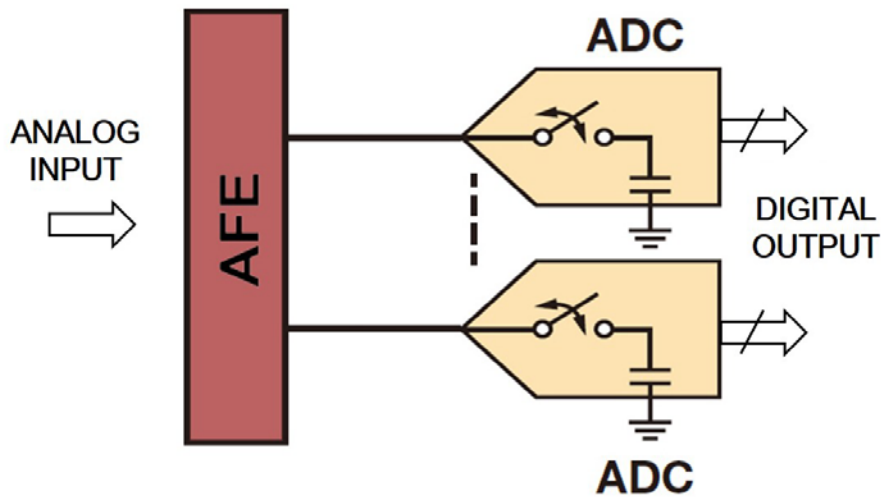 ADC
ANALOG
INPUT
AFE
DIGITAL
OUTPUT
ADC